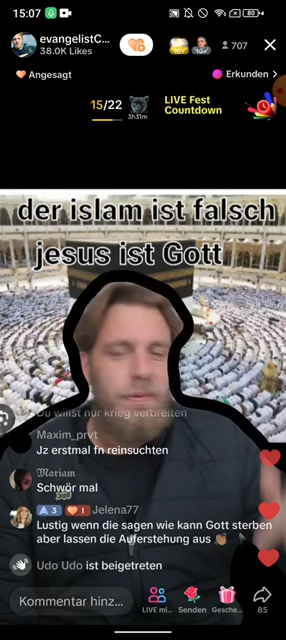 15:07
80
evangelistC...
38.0K Likes
707
Angesagt
Erkunden >
15/22
3h31m
LIVE Fest
Countdown
der islam ist falsch
jesus ist Gott
Du willst nur krieg verbreiten
Maxim_prvt
Jz erstmal fn reinsuchten
𝔐𝔞𝔯𝔦𝔞𝔪
Schwör mal
3 1 Jelena77
Lustig wenn die sagen wie kann Gott sterben
aber lassen die Auferstehung aus 👏🏽
Udo Udo ist beigetreten
Kommentar hinz...
LIVE mi...
Senden
Gesche...
85